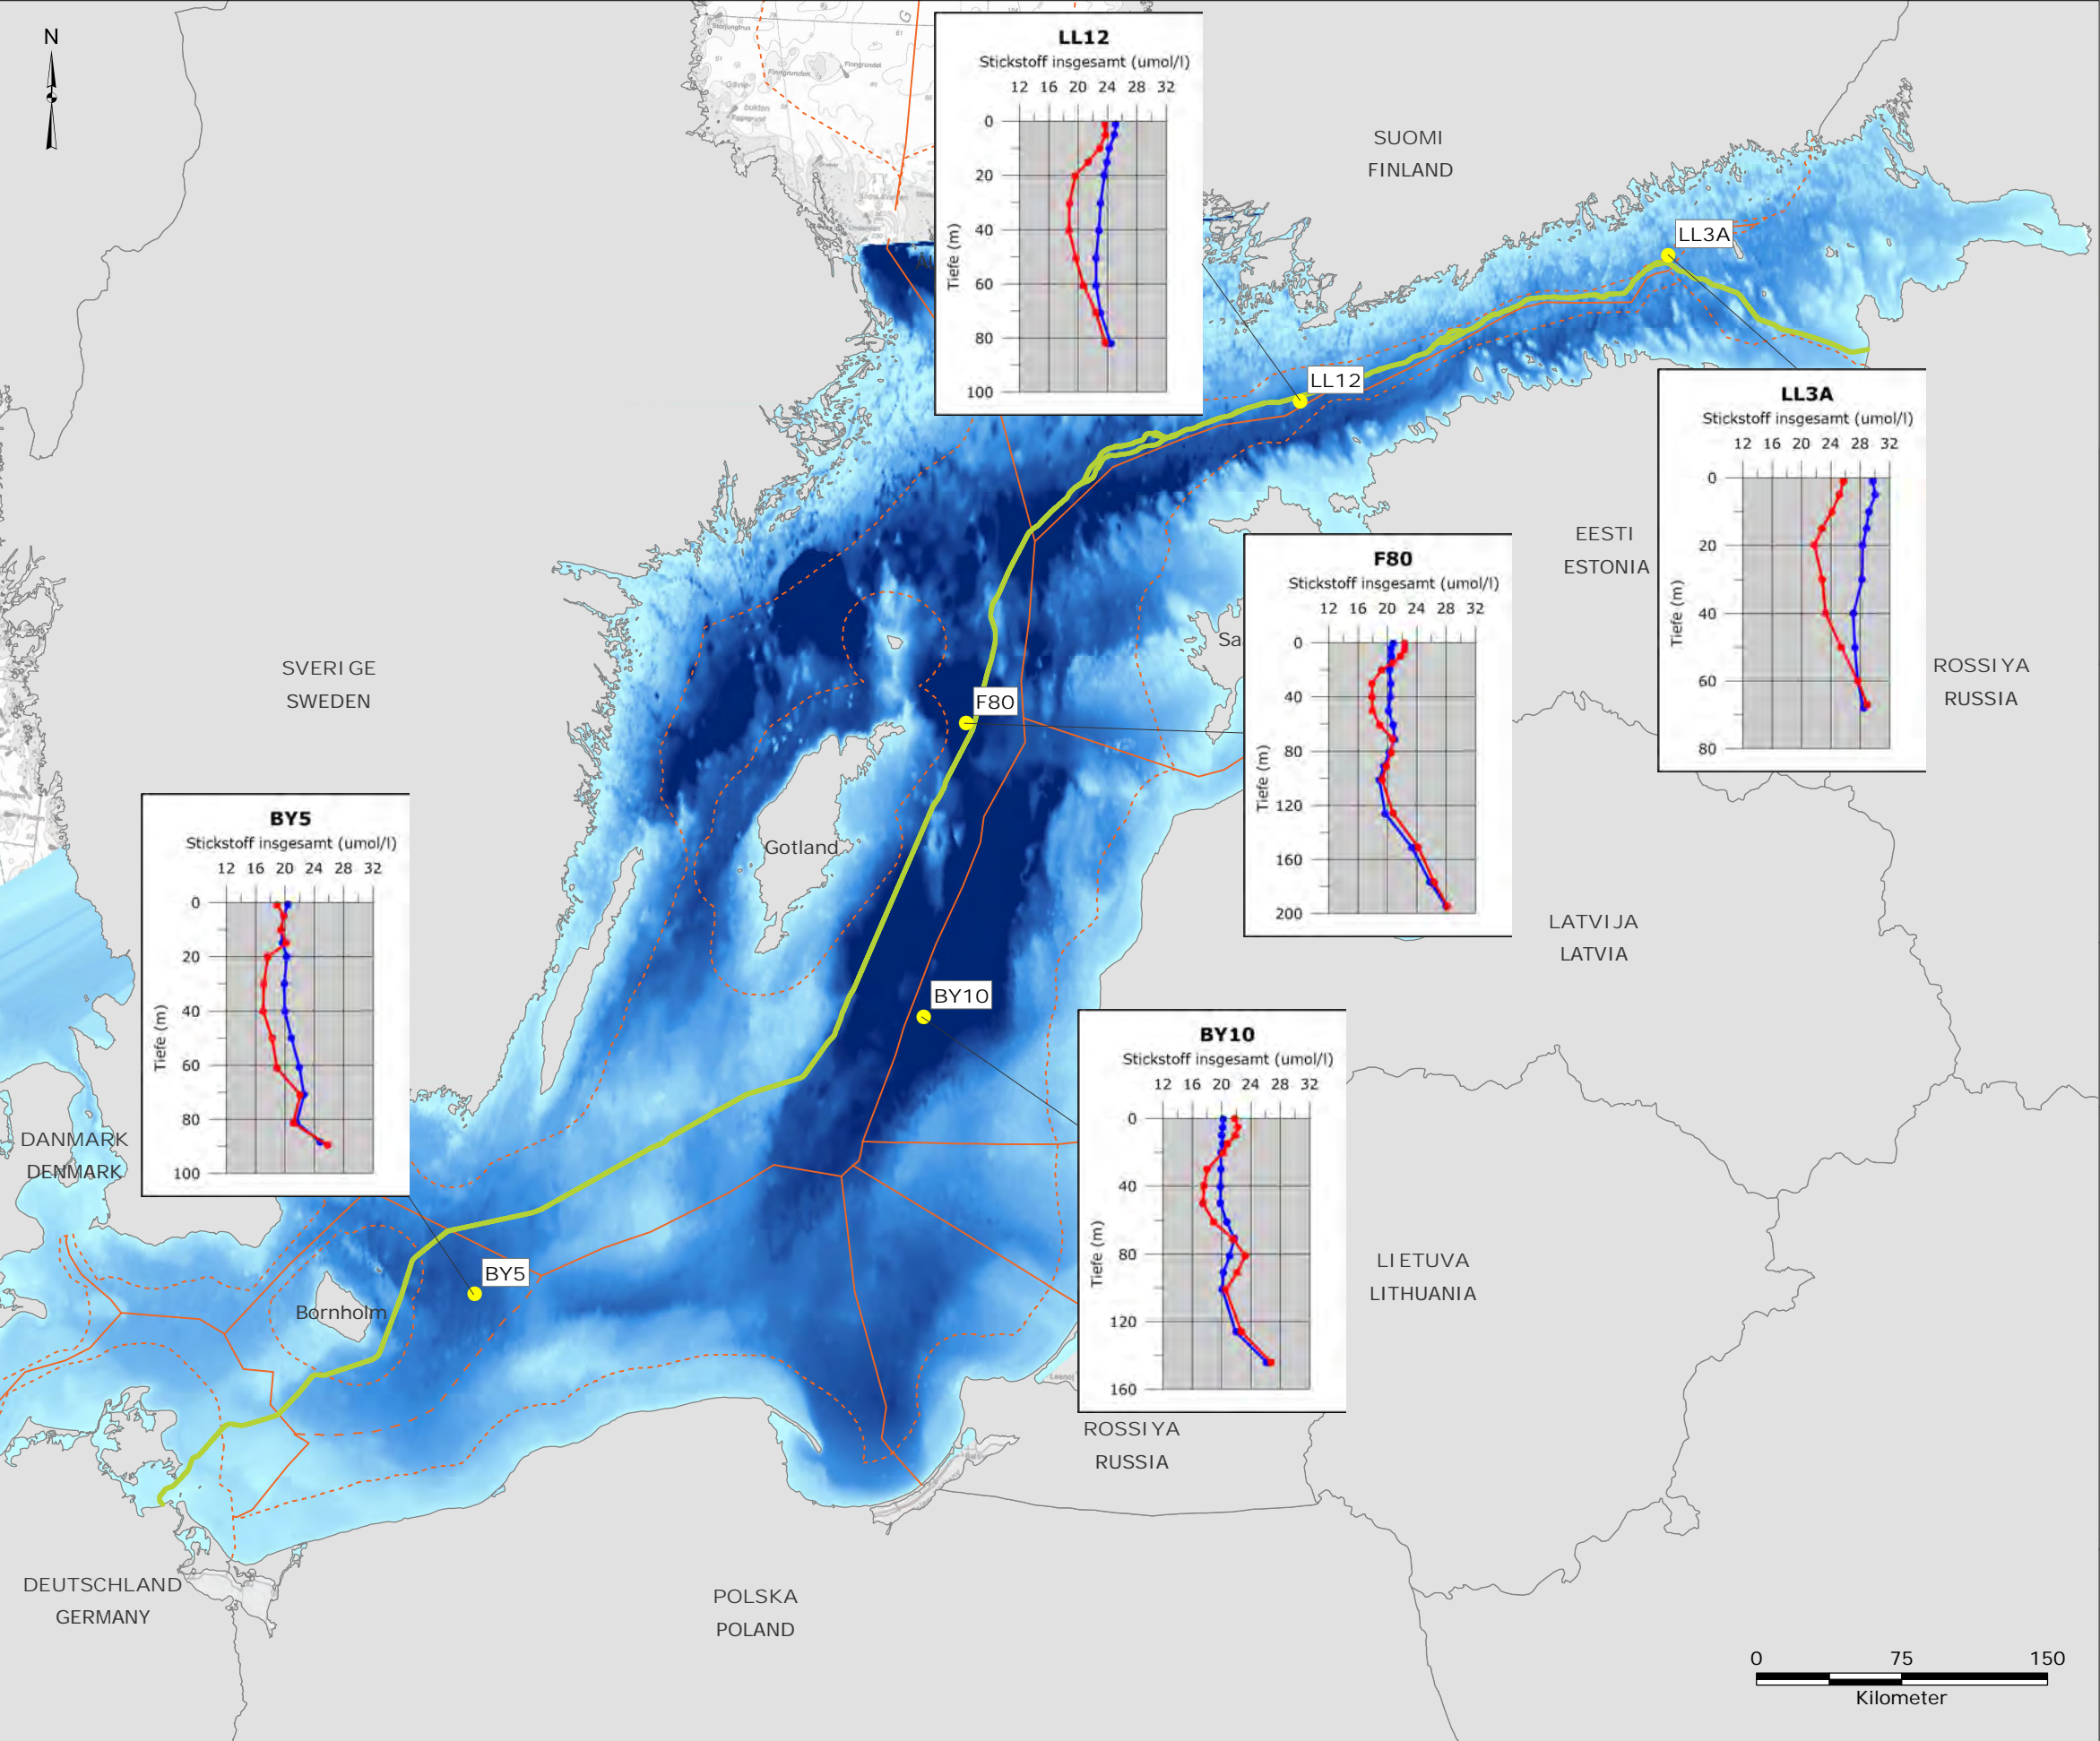 N
LL12
Stickstoff insgesamt (umol/l)
12 16 20 24 28 32
0
20
40
60
80
100
Tiefe (m)
SUOMI
FINLAND
LL3A
LL12
LL3A
Stickstoff insgesamt (umol/l)
12 16 20 24 28 32
0
20
40
60
80
Tiefe (m)
EESTI
ESTONIA
F80
Stickstoff insgesamt (umol/l)
12 16 20 24 28 32
0
40
80
120
160
200
Tiefe (m)
Sa
SVERIGE
SWEDEN
ROSSIYA
RUSSIA
F80
Gotland
BY5
Stickstoff insgesamt (umol/l)
12 16 20 24 28 32
0
20
40
60
80
100
Tiefe (m)
LATVIJA
LATVIA
BY10
BY10
Stickstoff insgesamt (umol/l)
12 16 20 24 28 32
0
40
80
120
160
Tiefe (m)
DANMARK
DENMARK
BY5
Bornholm
LIETUVA
LITHUANIA
ROSSIYA
RUSSIA
DEUTSCHLAND
GERMANY
POLSKA
POLAND
0 75 150
Kilometer